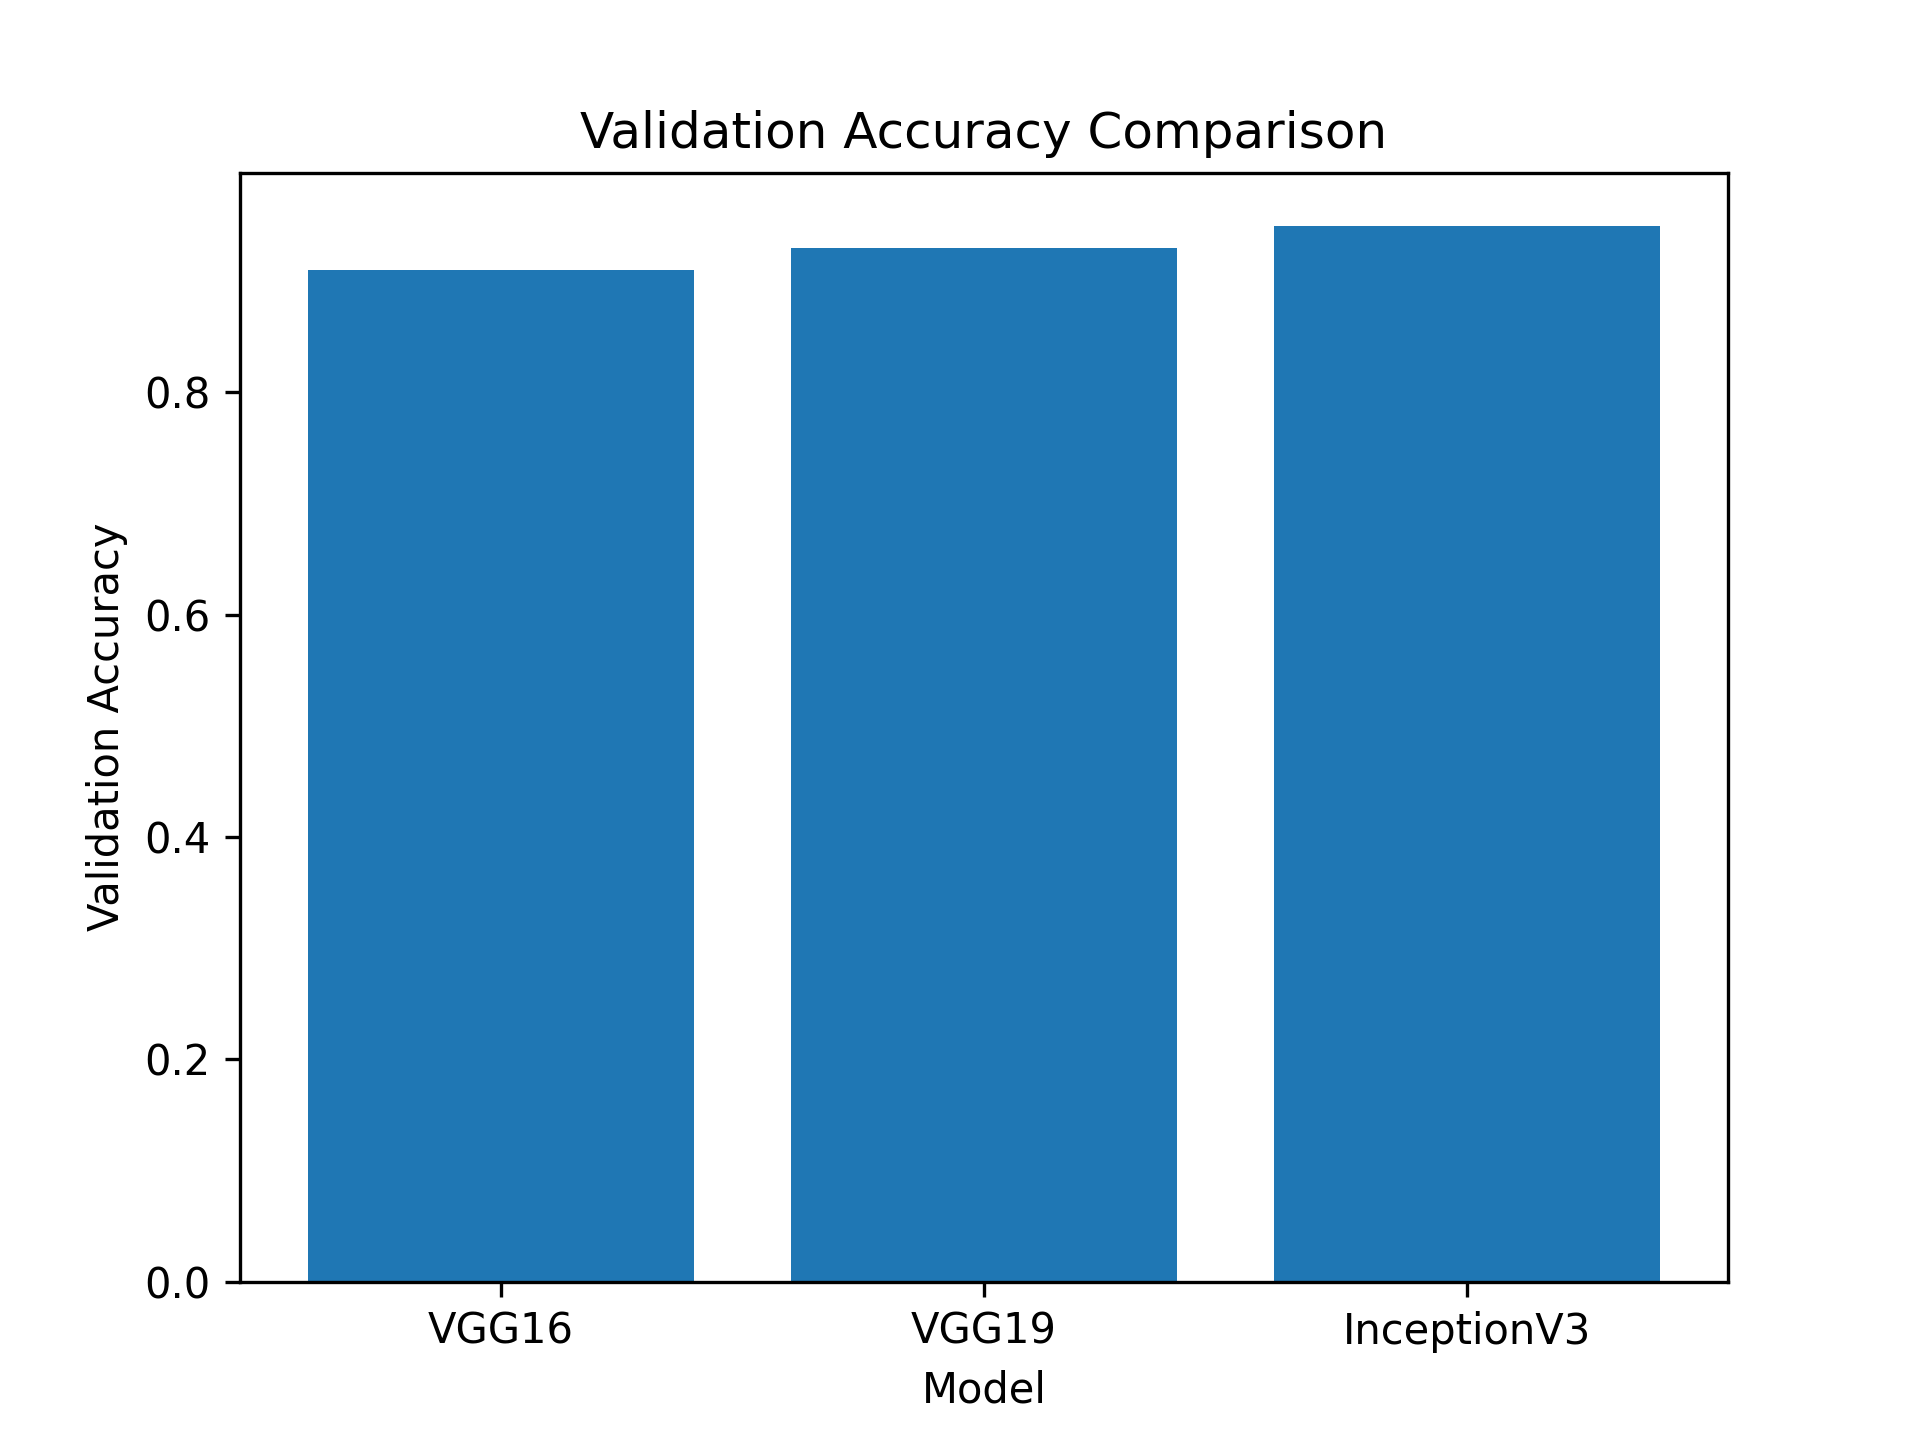 Validation Accuracy Comparison
Validation Accuracy
0.8
0.6
0.4
0.2
0.0
VGG16 VGG19 InceptionV3
Model